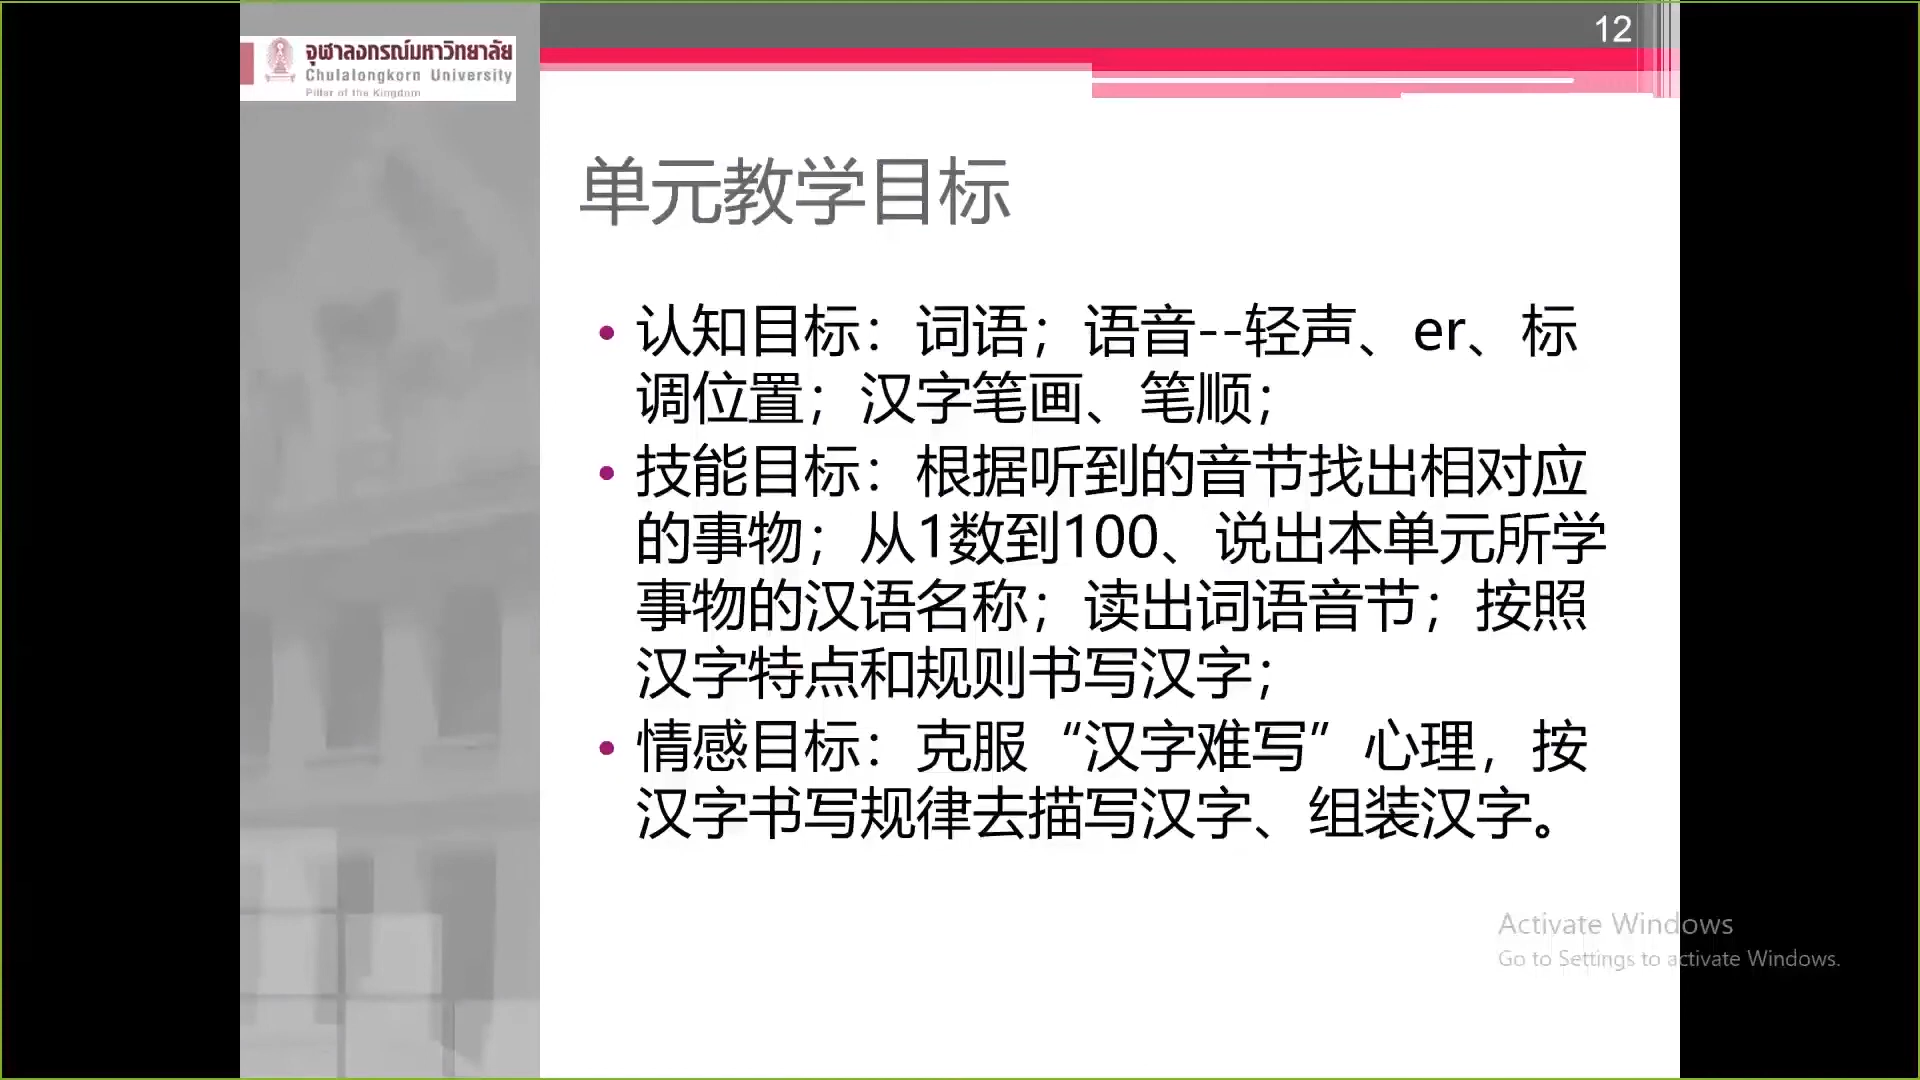 12
จุฬาลงกรณ์มหาวิทยาลัย
Chulalongkorn University
Pillar of the Kingdom
单元教学目标
• 认知目标：词语；语音--轻声、er、标
调位置；汉字笔画、笔顺；
• 技能目标：根据听到的音节找出相对应
的事物；从1数到100、说出本单元所学
事物的汉语名称；读出词语音节；按照
汉字特点和规则书写汉字；
• 情感目标：克服“汉字难写”心理，按
汉字书写规律去描写汉字、组装汉字。
Activate Windows
Go to Settings to activate Windows.